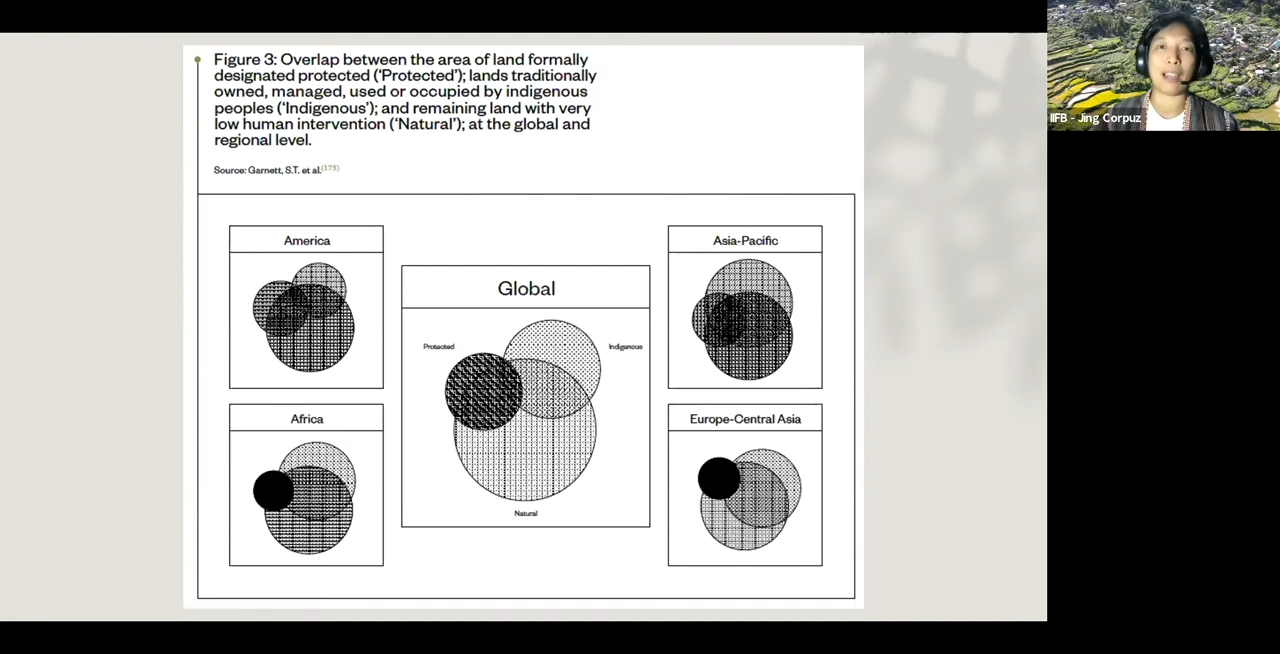 Figure 3: Overlap between the area of land formally
designated protected (‘Protected’); lands traditionally
owned, managed, used or occupied by indigenous
peoples (‘Indigenous’); and remaining land with very
low human intervention (‘Natural’); at the global and
regional level.
Source: Garnett, S.T. et al.(175)
America
Global
Protected
Indigenous
Natural
Asia-Pacific
Africa
Europe-Central Asia
IIFB - Jing Corpuz